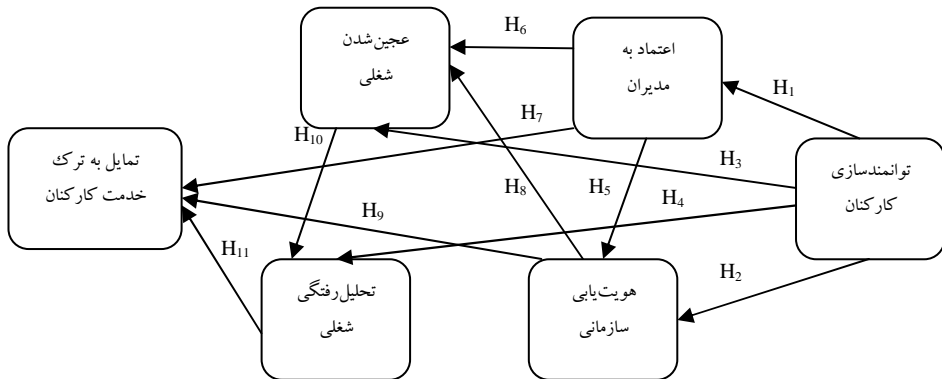 عجین‌شدن
شغلی
H6
اعتماد به
مدیران
H1
H7
H10
تمایل به ترک
خدمت کارکنان
H3
توانمندسازی
کارکنان
H8
H5
H4
H9
H11
H2
تحلیل‌رفتگی
شغلی
هویت‌یابی
سازمانی